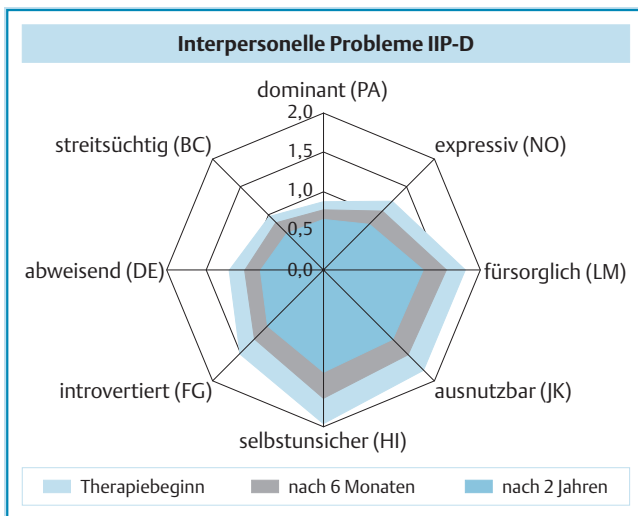 Interpersonelle Probleme IIP-D
dominant (PA)
2,0
streitsüchtig (BC)
expressiv (NO)
1,5
1,0
0,5
abweisend (DE)
0,0
fürsorglich (LM)
introvertiert (FG)
ausnutzbar (JK)
selbstunsicher (HI)
Therapiebeginn
nach 6 Monaten
nach 2 Jahren